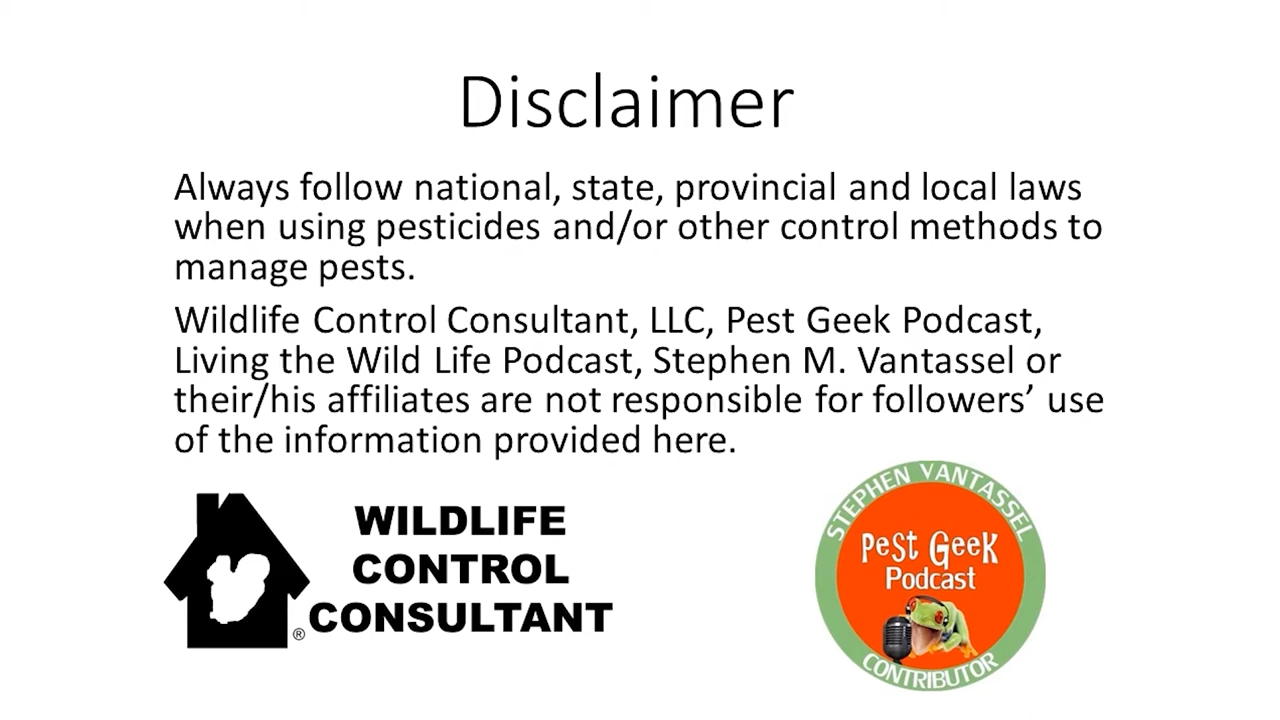 Disclaimer
Always follow national, state, provincial and local laws
when using pesticides and/or other control methods to
manage pests.
Wildlife Control Consultant, LLC, Pest Geek Podcast,
Living the Wild Life Podcast, Stephen M. Vantassel or
their/his affiliates are not responsible for followers’ use
of the information provided here.
WILDLIFE
CONTROL
®CONSULTANT
STEPHEN VANTASSEL
PeSt GeeK
Podcast
CONTRIBUTOR